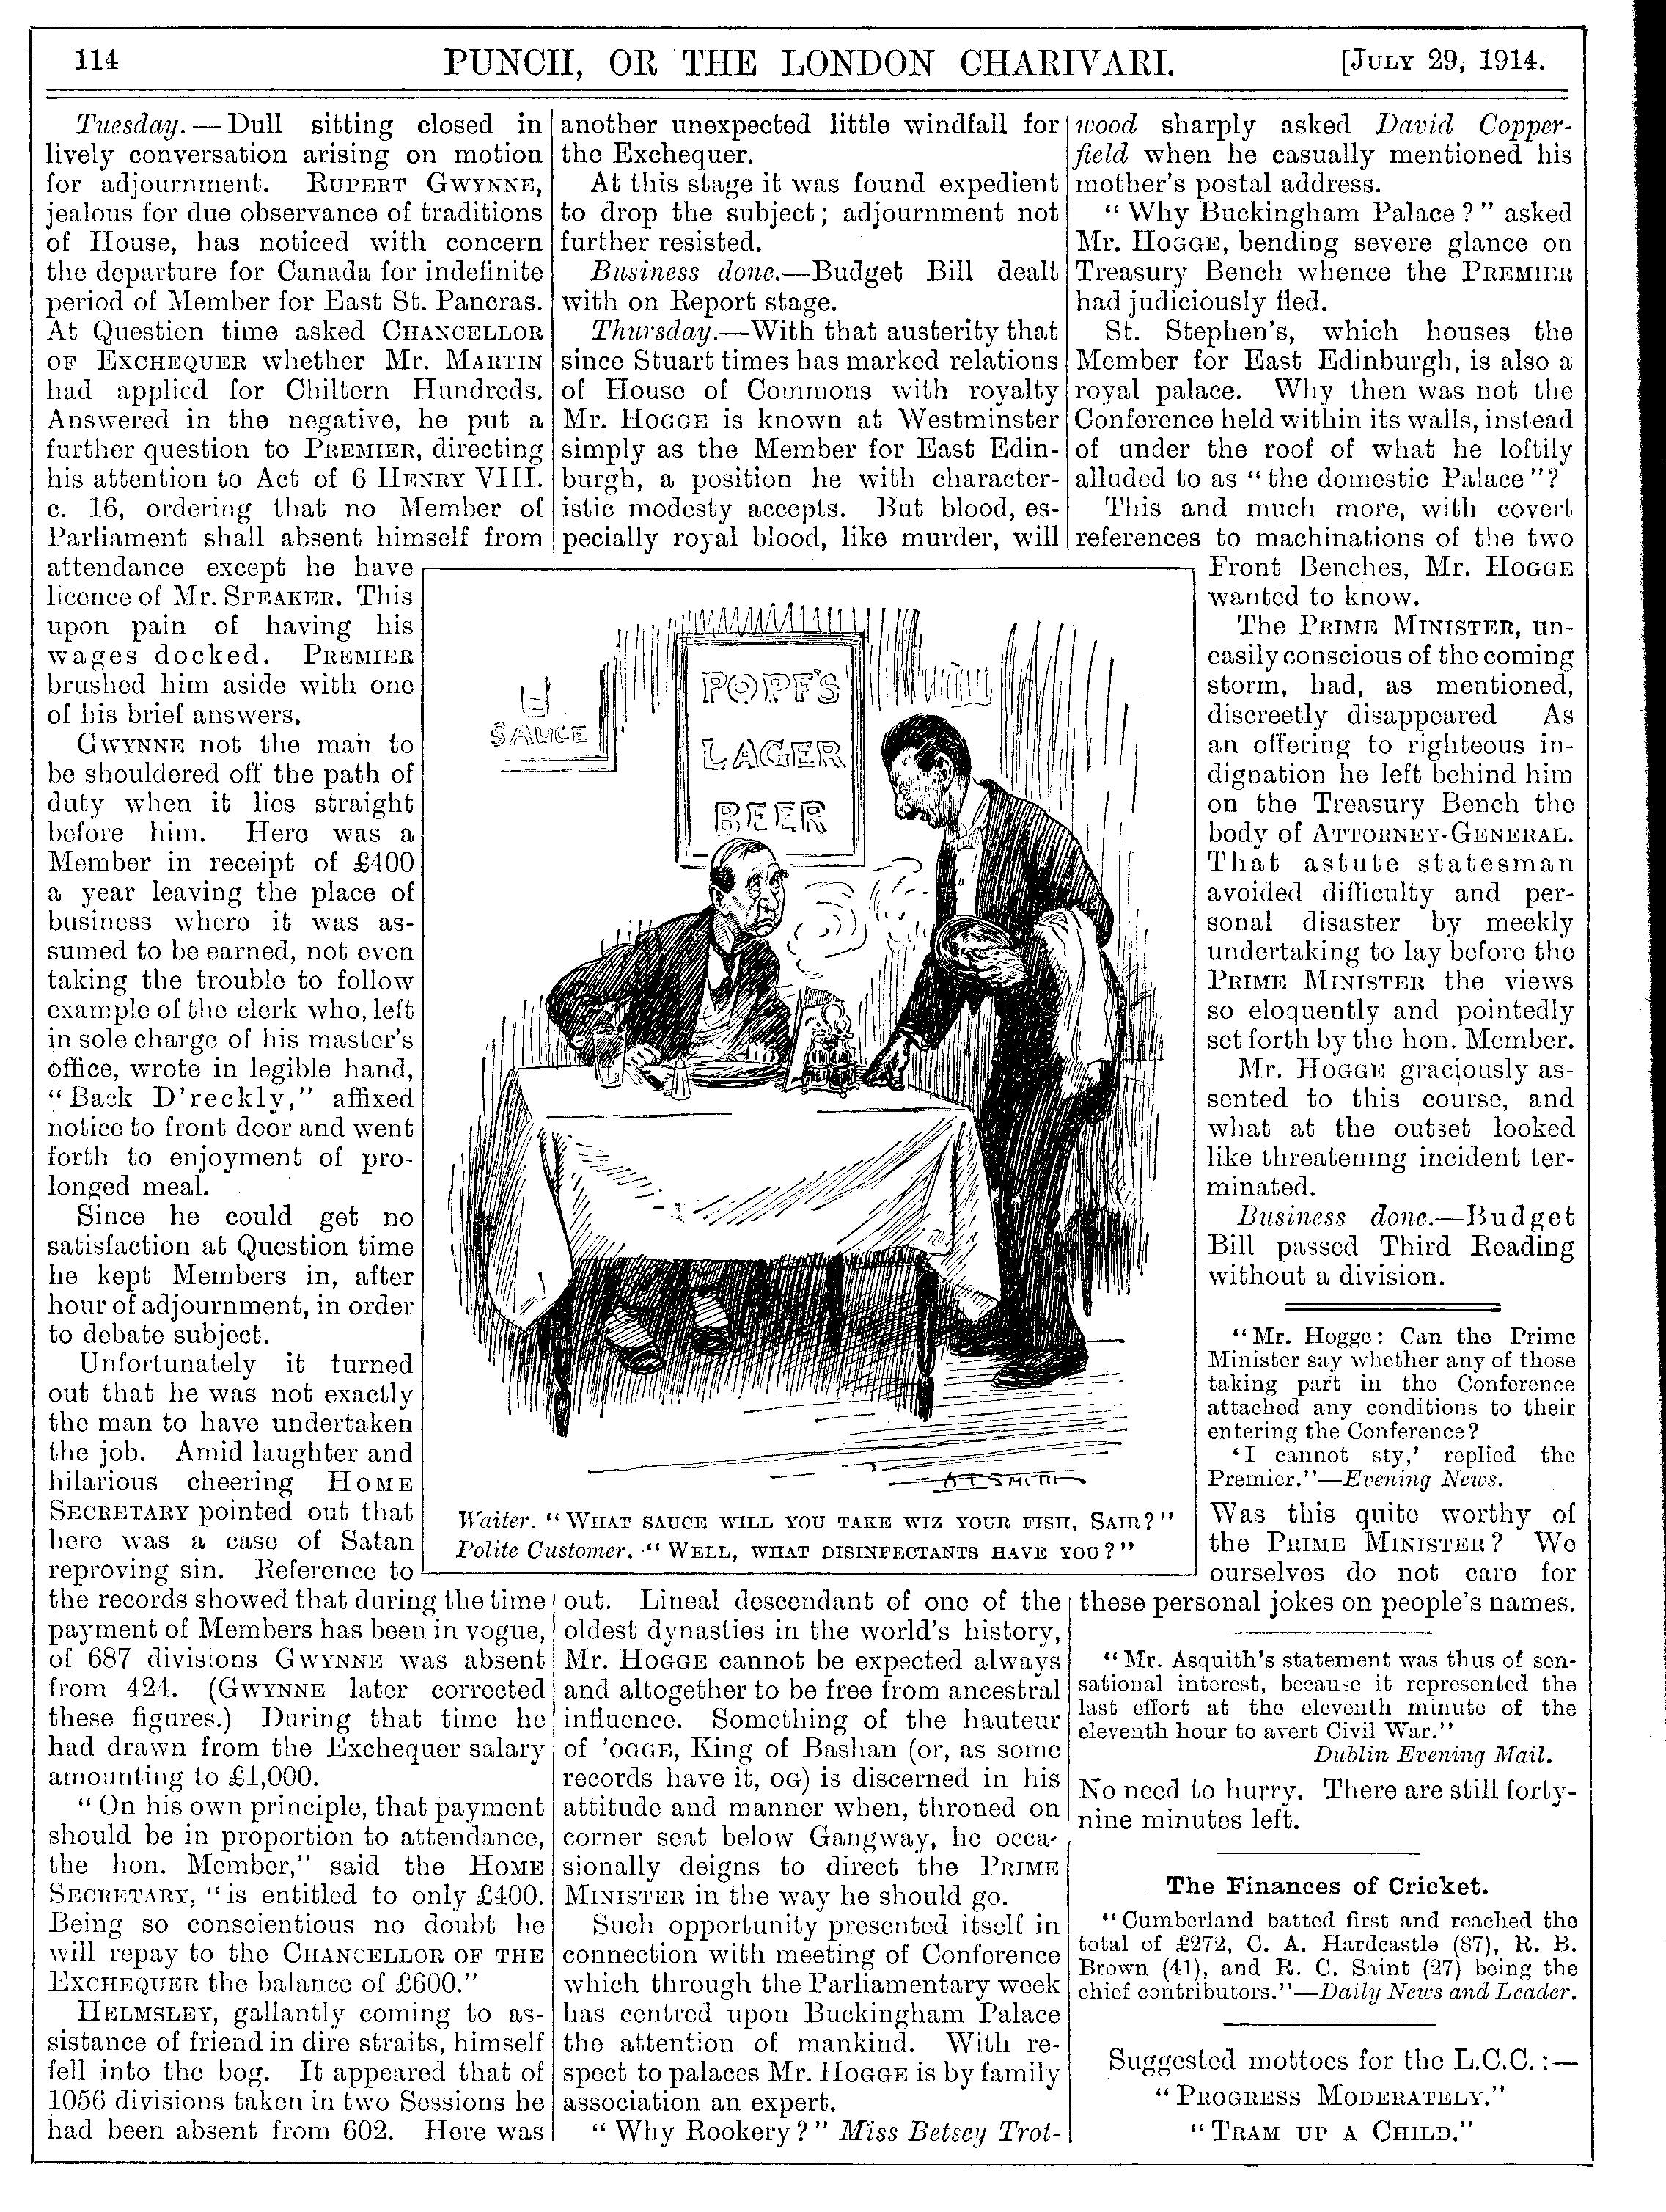 114
PUNCH, OR THE LONDON CHARIVARI.
[July 29, 1914.
Tuesday.—Dull sitting closed in
lively conversation arising on motion
for adjournment. Rupert Gwynne,
jealous for due observance of traditions
of House, has noticed with concern
the departure for Canada for indefinite
period of Member for East St. Pancras.
At Question time asked Chancellor
of Exchequer whether Mr. Martin
had applied for Chiltern Hundreds.
Answered in the negative, he put a
further question to Premier, directing
his attention to Act of 6 Henry VIII.
c. 16, ordering that no Member of
Parliament shall absent himself from
attendance except he have
licence of Mr. Speaker. This
upon pain of having his
wages docked. Premier
brushed him aside with one
of his brief answers.
Gwynne not the man to
be shouldered off the path of
duty when it lies straight
before him. Here was a
Member in receipt of £400
a year leaving the place of
business where it was as-
sumed to be earned, not even
taking the trouble to follow
example of the clerk who, left
in sole charge of his master's
office, wrote in legible hand,
"Back D'reckly," affixed
notice to front door and went
forth to enjoyment of pro-
longed meal.
Since he could get no
satisfaction at Question time
he kept Members in, after
hour of adjournment, in order
to debate subject.
Unfortunately it turned
out that he was not exactly
the man to have undertaken
the job. Amid laughter and
hilarious cheering Home
Secretary pointed out that
here was a case of Satan
reproving sin. Reference to
the records showed that during the time
payment of Members has been in vogue,
of 687 divisions Gwynne was absent
from 424. (Gwynne later corrected
these figures.) During that time he
had drawn from the Exchequer salary
amounting to £1,000.
"On his own principle, that payment
should be in proportion to attendance,
the hon. Member," said the Home
Secretary, "is entitled to only £400.
Being so conscientious no doubt he
will repay to the Chancellor of the
Exchequer the balance of £600."
Helmsley, gallantly coming to as-
sistance of friend in dire straits, himself
fell into the bog. It appeared that of
1056 divisions taken in two Sessions he
had been absent from 602. Here was
another unexpected little windfall for
the Exchequer.
At this stage it was found expedient
to drop the subject; adjournment not
further resisted.
Business done.—Budget Bill dealt
with on Report stage.
Thursday.—With that austerity that
since Stuart times has marked relations
of House of Commons with royalty
Mr. Hogge is known at Westminster
simply as the Member for East Edin-
burgh, a position he with character-
istic modesty accepts. But blood, es-
pecially royal blood, like murder, will
SAUCE
POPF'S
LAGER
BEER
A T SMITH
Waiter. "What sauce will you take wiz your fish, Sair?"
Polite Customer. "Well, what disinfectants have you?"
out. Lineal descendant of one of the
oldest dynasties in the world's history,
Mr. Hogge cannot be expected always
and altogether to be free from ancestral
influence. Something of the hauteur
of 'ogge, King of Bashan (or, as some
records have it, og) is discerned in his
attitude and manner when, throned on
corner seat below Gangway, he occa-
sionally deigns to direct the Prime
Minister in the way he should go.
Such opportunity presented itself in
connection with meeting of Conference
which through the Parliamentary week
has centred upon Buckingham Palace
the attention of mankind. With re-
spect to palaces Mr. Hogge is by family
association an expert.
"Why Rookery?" Miss Betsey Trot-
wood sharply asked David Copper-
field when he casually mentioned his
mother's postal address.
"Why Buckingham Palace?" asked
Mr. Hogge, bending severe glance on
Treasury Bench whence the Premier
had judiciously fled.
St. Stephen's, which houses the
Member for East Edinburgh, is also a
royal palace. Why then was not the
Conference held within its walls, instead
of under the roof of what he loftily
alluded to as "the domestic Palace"?
This and much more, with covert
references to machinations of the two
Front Benches, Mr. Hogge
wanted to know.
The Prime Minister, un-
easily conscious of the coming
storm, had, as mentioned,
discreetly disappeared. As
an offering to righteous in-
dignation he left behind him
on the Treasury Bench the
body of Attorney-General.
That astute statesman
avoided difficulty and per-
sonal disaster by meekly
undertaking to lay before the
Prime Minister the views
so eloquently and pointedly
set forth by the hon. Member.
Mr. Hogge graciously as-
sented to this course, and
what at the outset looked
like threatening incident ter-
minated.
Business done.—Budget
Bill passed Third Reading
without a division.
"Mr. Hogge: Can the Prime
Minister say whether any of those
taking part in the Conference
attached any conditions to their
entering the Conference?
'I cannot sty,' replied the
Premier."—Evening News.
Was this quite worthy of
the Prime Minister? We
ourselves do not care for
these personal jokes on people's names.
"Mr. Asquith's statement was thus of sen-
sational interest, because it represented the
last effort at the eleventh minute of the
eleventh hour to avert Civil War."
Dublin Evening Mail.
No need to hurry. There are still forty-
nine minutes left.
The Finances of Cricket.
"Cumberland batted first and reached the
total of £272, C. A. Hardcastle (87), R. B.
Brown (41), and R. C. Saint (27) being the
chief contributors."—Daily News and Leader.
Suggested mottoes for the L.C.C.:—
"Progress Moderately."
"Tram up a Child."